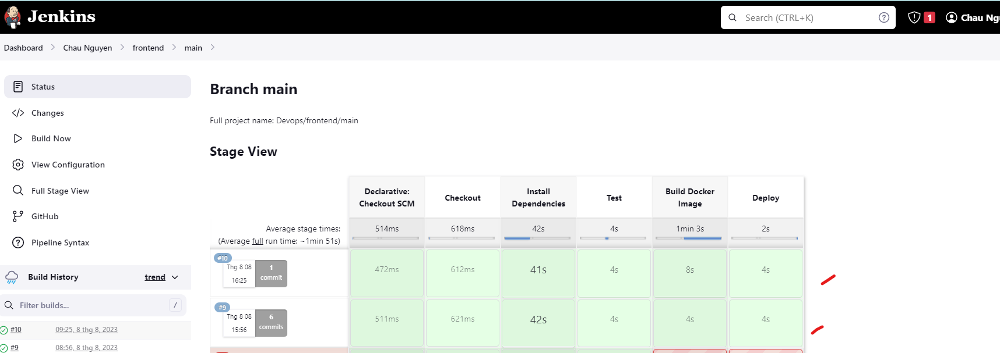 Jenkins
Search (CTRL+K)
1
Chau Ng
Dashboard
Chau Nguyen
frontend
main
Status
Changes
Build Now
View Configuration
Full Stage View
GitHub
Pipeline Syntax
Build History
trend
Filter builds...
/
#10
09:25, 8 thg 8, 2023
#9
08:56, 8 thg 8, 2023
Branch main
Full project name: Devops/frontend/main
Stage View
Declarative: Checkout SCM
Checkout
Install Dependencies
Test
Build Docker Image
Deploy
Average stage times:
(Average full run time: ~1min 51s)
514ms
618ms
42s
4s
1min 3s
2s
#10
Thg 8 08
16:25
1
commit
472ms
612ms
41s
4s
8s
4s
#9
Thg 8 08
15:56
6
commits
511ms
621ms
42s
4s
4s
4s